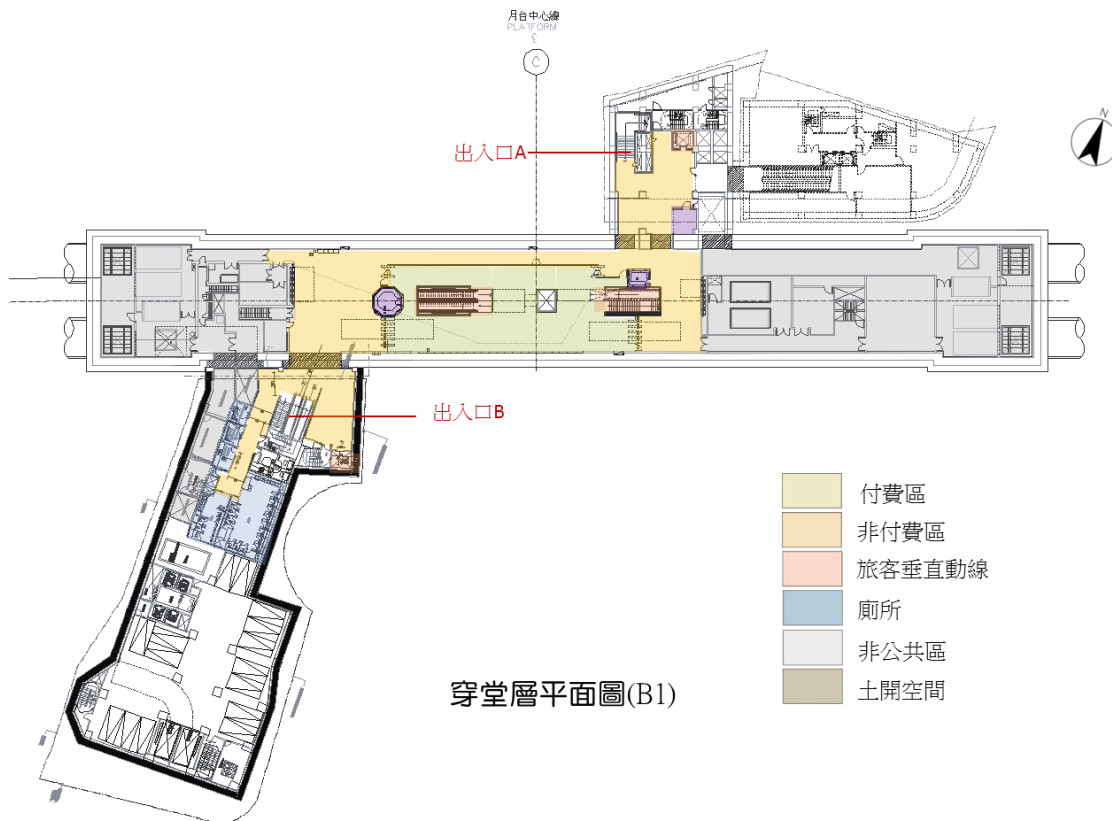 月台中心線
PLATFORM
℄
C
N
出入口A
出入口B
付費區
非付費區
旅客垂直動線
廁所
非公共區
土開空間
穿堂層平面圖(B1)